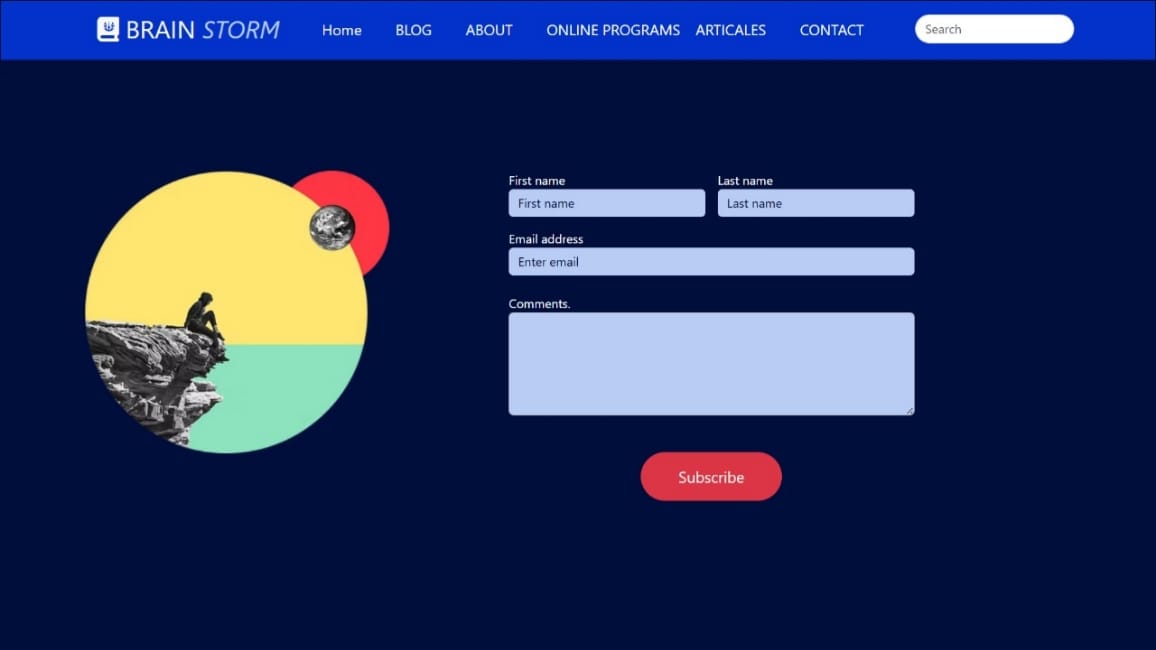 BRAIN STORM Home BLOG ABOUT ONLINE PROGRAMS ARTICALES CONTACT Search
First name Last name
First name Last name
Email address
Enter email
Comments.
Subscribe